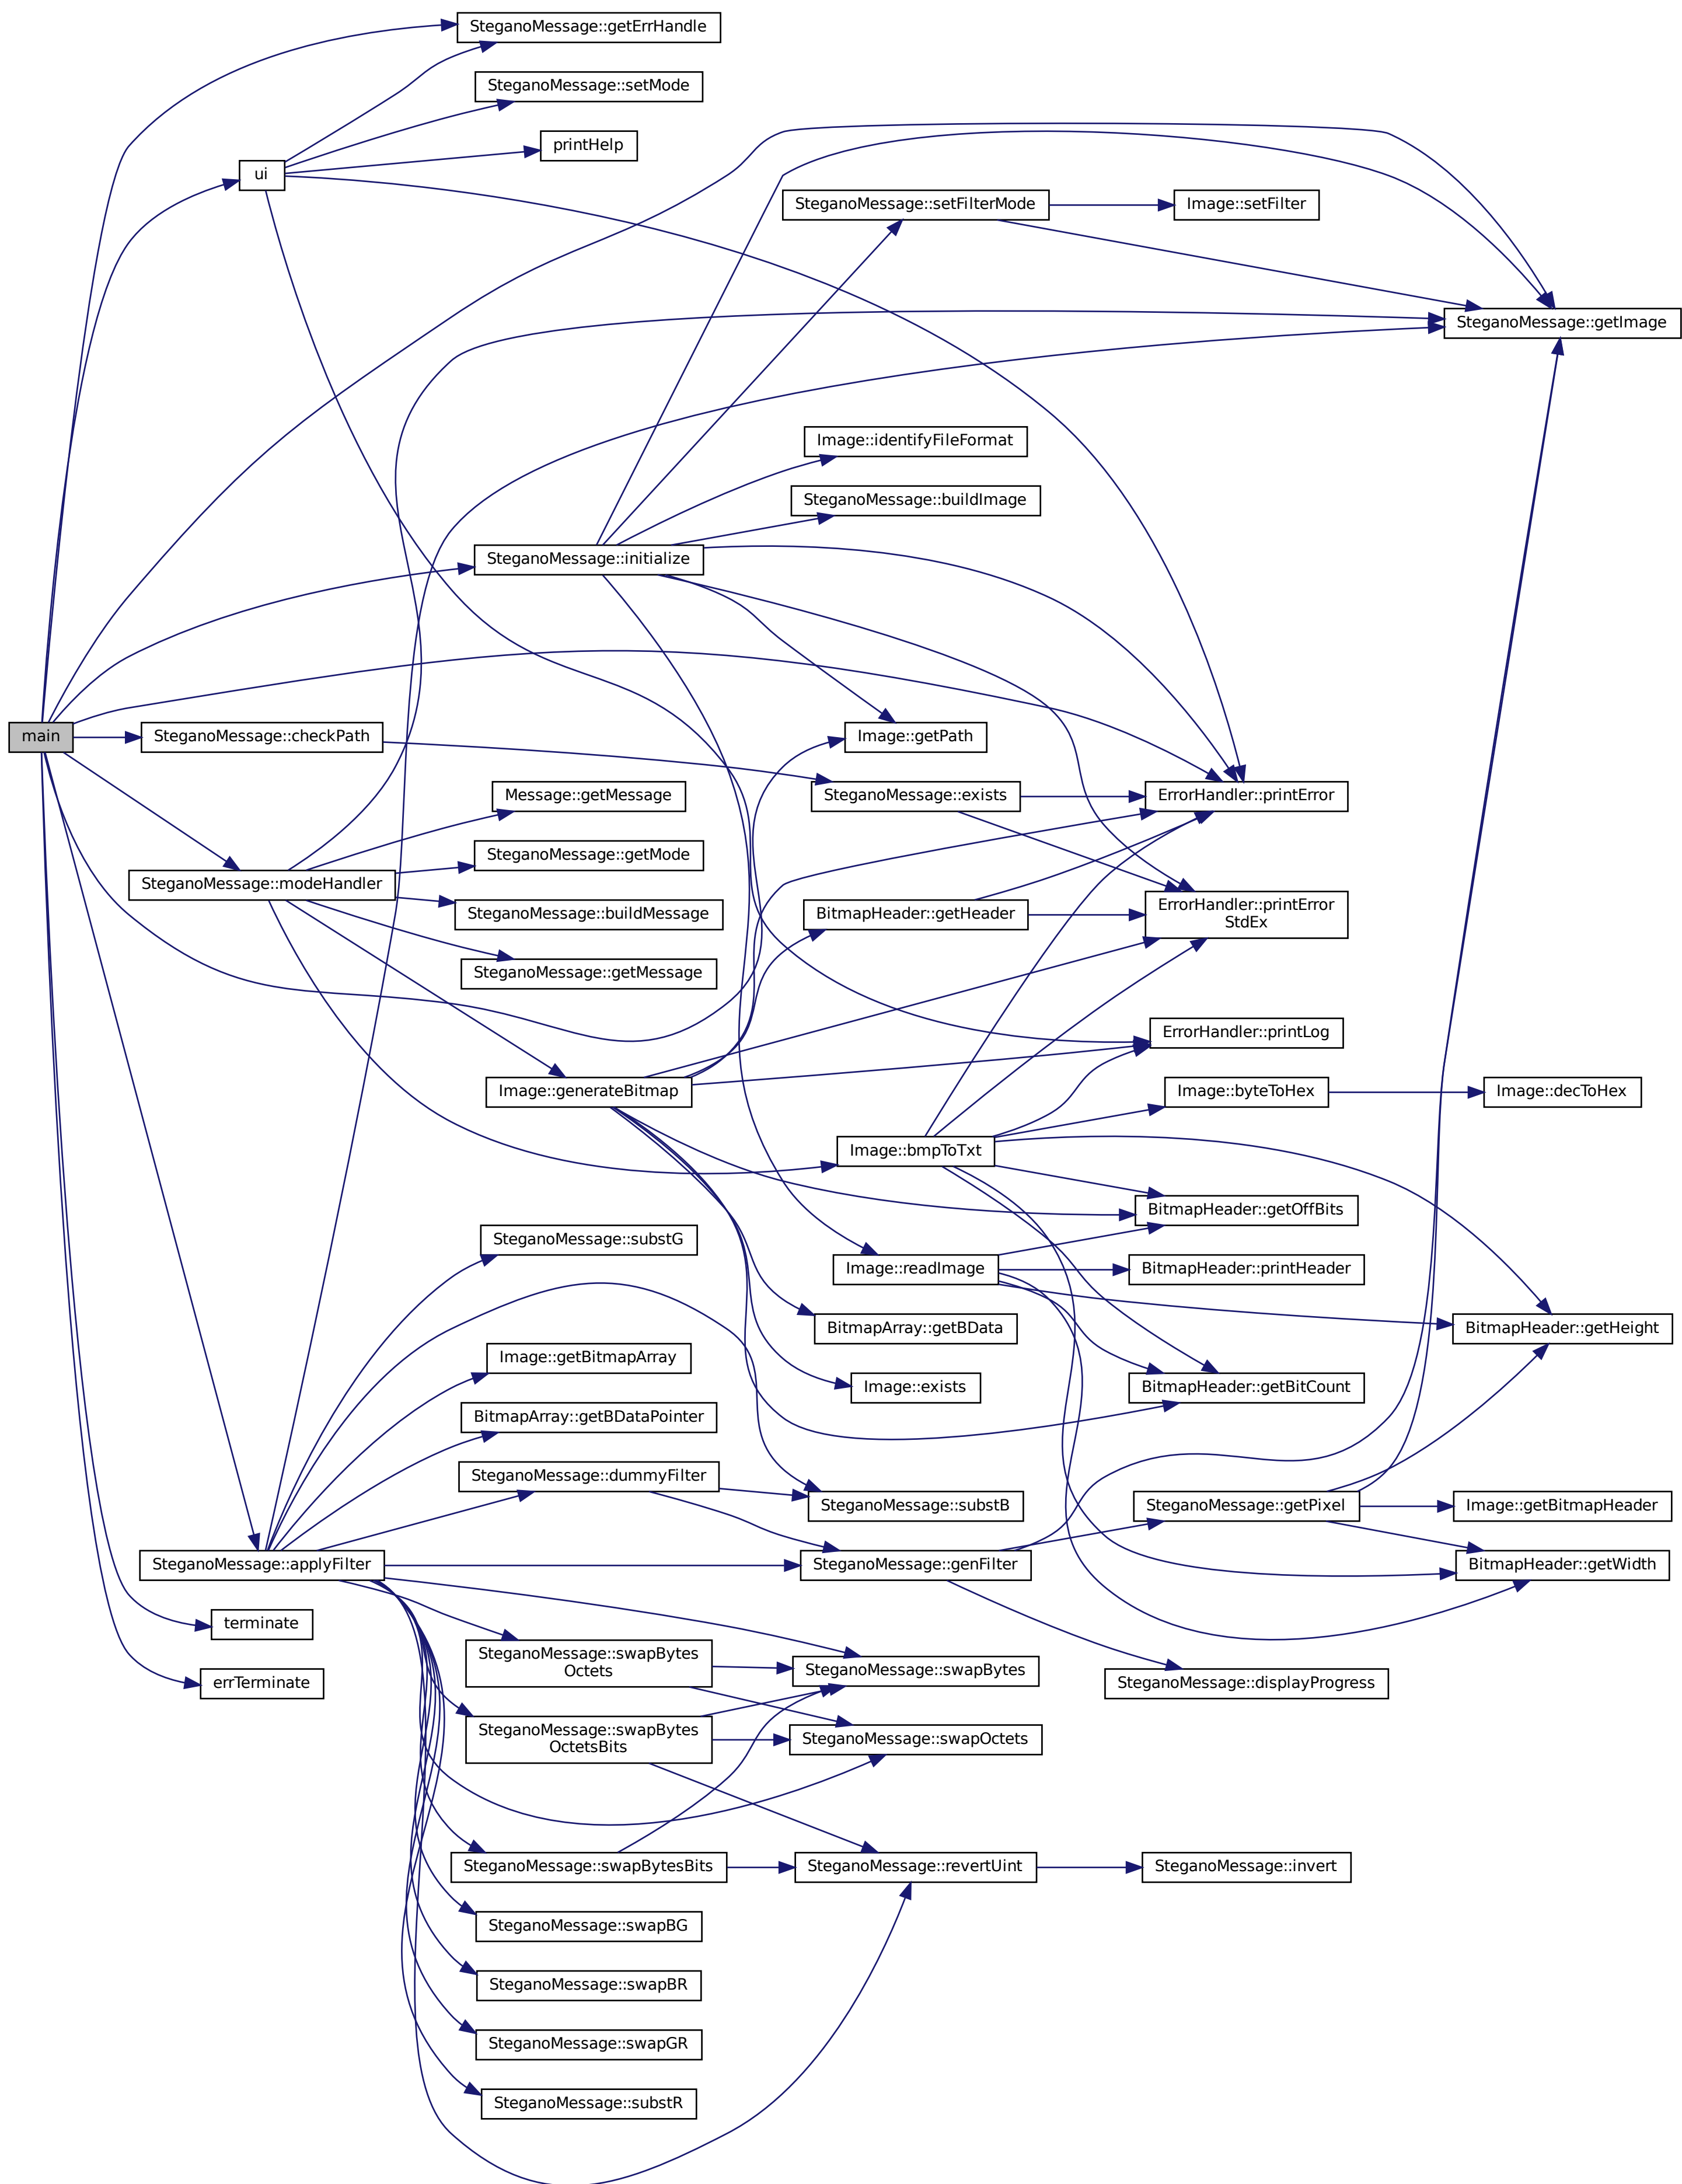 SteganoMessage::getErrHandle
SteganoMessage::setMode
printHelp
ui
SteganoMessage::setFilterMode
Image::setFilter
SteganoMessage::getImage
Image::identifyFileFormat
SteganoMessage::buildImage
SteganoMessage::initialize
main
SteganoMessage::checkPath
Image::getPath
Message::getMessage
SteganoMessage::exists
ErrorHandler::printError
SteganoMessage::getMode
SteganoMessage::modeHandler
SteganoMessage::buildMessage
BitmapHeader::getHeader
ErrorHandler::printError
StdEx
SteganoMessage::getMessage
ErrorHandler::printLog
Image::generateBitmap
Image::byteToHex
Image::decToHex
Image::bmpToTxt
BitmapHeader::getOffBits
SteganoMessage::substG
Image::readImage
BitmapHeader::printHeader
BitmapArray::getBData
BitmapHeader::getHeight
Image::getBitmapArray
Image::exists
BitmapHeader::getBitCount
BitmapArray::getBDataPointer
SteganoMessage::dummyFilter
SteganoMessage::substB
SteganoMessage::getPixel
Image::getBitmapHeader
SteganoMessage::applyFilter
SteganoMessage::genFilter
BitmapHeader::getWidth
terminate
SteganoMessage::swapBytes
Octets
SteganoMessage::swapBytes
SteganoMessage::displayProgress
errTerminate
SteganoMessage::swapBytes
OctetsBits
SteganoMessage::swapOctets
SteganoMessage::swapBytesBits
SteganoMessage::revertUint
SteganoMessage::invert
SteganoMessage::swapBG
SteganoMessage::swapBR
SteganoMessage::swapGR
SteganoMessage::substR